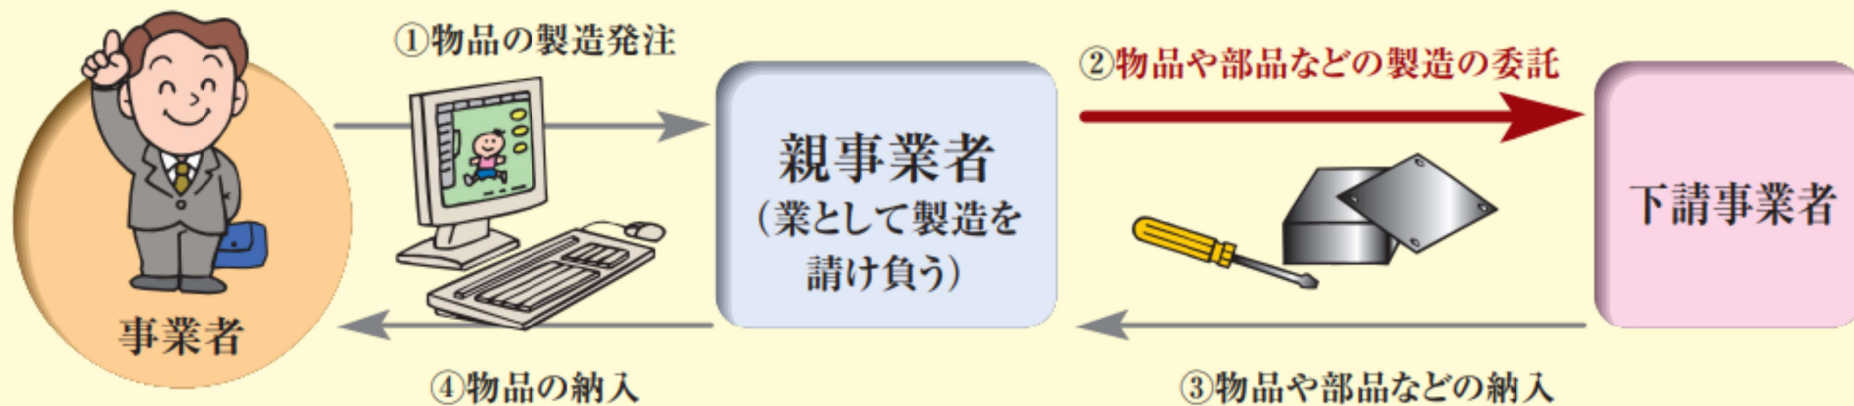 ①物品の製造発注
②物品や部品などの製造の委託
親事業者
（業として製造を
請け負う）
下請事業者
事業者
④物品の納入
③物品や部品などの納入